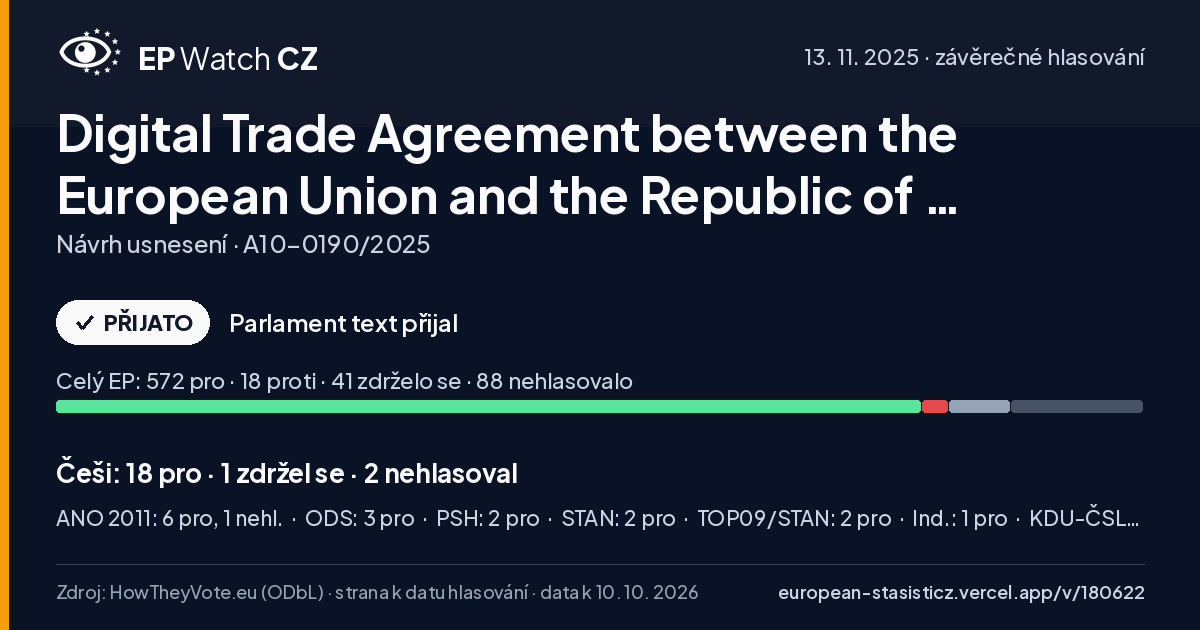 EP Watch CZ
13. 11. 2025 · závěrečné hlasování
Digital Trade Agreement between the
European Union and the Republic of …
Návrh usnesení · A10-0190/2025
✓ PŘIJATO
Parlament text přijal
Celý EP: 572 pro · 18 proti · 41 zdrželo se · 88 nehlasovalo
Češi: 18 pro · 1 zdržel se · 2 nehlasoval
ANO 2011: 6 pro, 1 nehl. · ODS: 3 pro · PSH: 2 pro · STAN: 2 pro · TOP09/STAN: 2 pro · Ind.: 1 pro · KDU-ČSL…
Zdroj: HowTheyVote.eu (ODbL) · strana k datu hlasování · data k 10. 10. 2026
european-stasisticz.vercel.app/v/180622